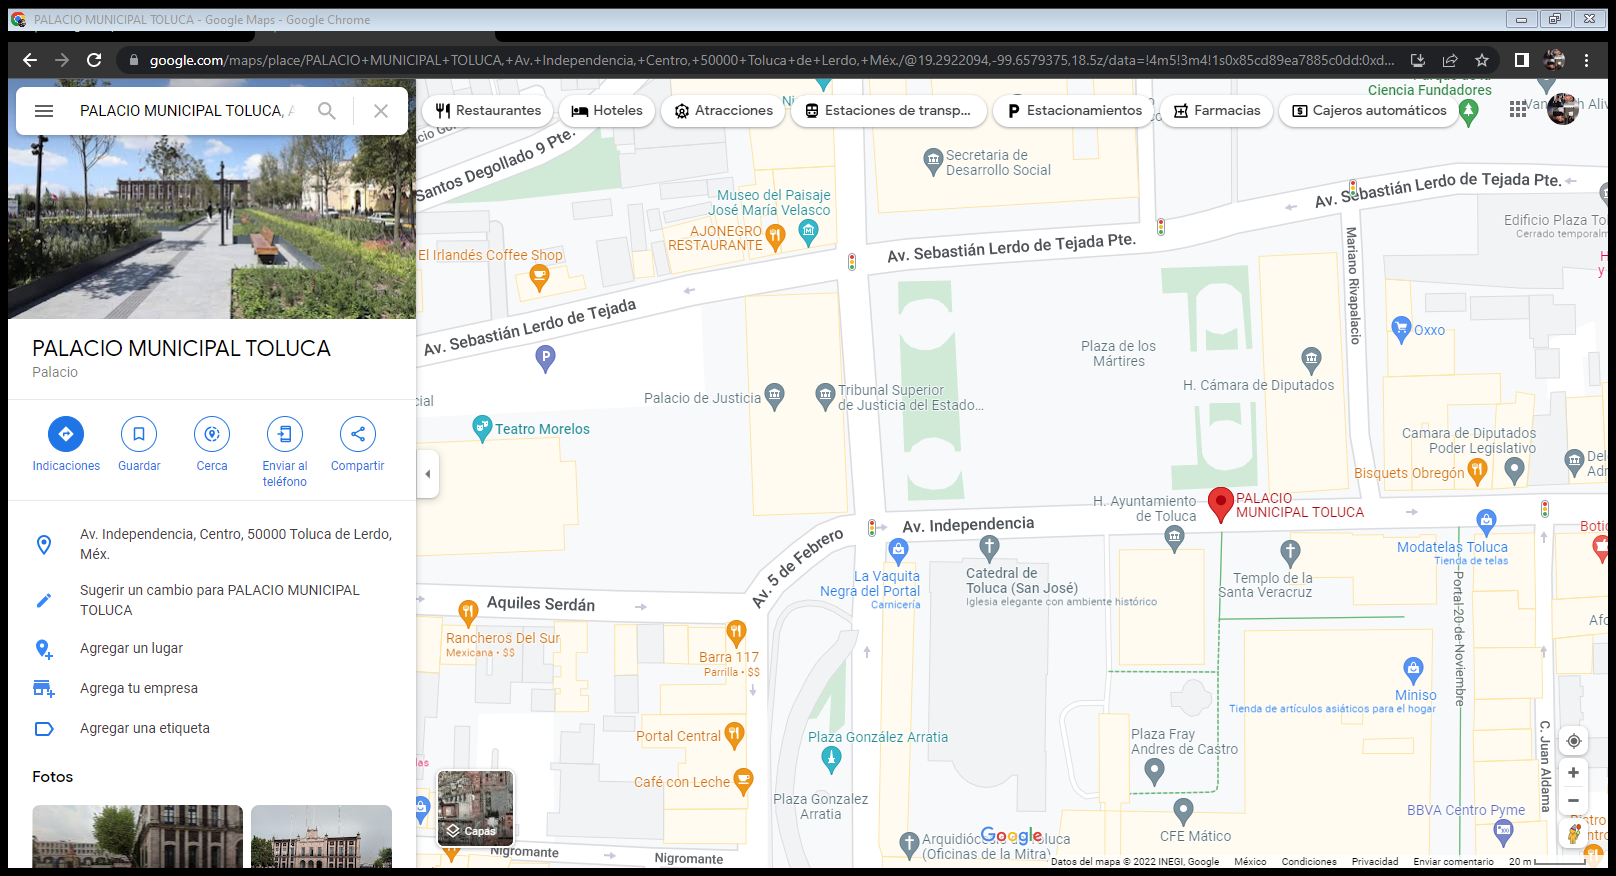 PALACIO MUNICIPAL TOLUCA - Google Maps - Google Chrome
google.com/maps/place/PALACIO+MUNICIPAL+TOLUCA,+Av.+Independencia,+Centro,+50000+Toluca+de+Lerdo,+Méx./@19.2922094,-99.6579375,18.5z/data=!4m5!3m4!1s0x85cd89ea7885c0dd:0xd...
PALACIO MUNICIPAL TOLUCA, A
Restaurantes
Hoteles
Atracciones
Estaciones de transp...
Estacionamientos
Farmacias
Cajeros automáticos
PALACIO MUNICIPAL TOLUCA
Palacio
Indicaciones
Guardar
Cerca
Enviar al
teléfono
Compartir
Av. Independencia, Centro, 50000 Toluca de Lerdo,
Méx.
Sugerir un cambio para PALACIO MUNICIPAL
TOLUCA
Agregar un lugar
Agrega tu empresa
Agregar una etiqueta
Fotos
Ciencia Fundadores
Santos Degollado 9 Pte.
Secretaria de
Desarrollo Social
Av. Sebastián Lerdo de Tejada Pte.
Museo del Paisaje
José María Velasco
AJONEGRO
RESTAURANTE
Edificio Plaza To
Cerrado temporalm
El Irlandés Coffee Shop
Av. Sebastián Lerdo de Tejada Pte.
Mariano Rivapalacio
Av. Sebastián Lerdo de Tejada
Oxxo
Plaza de los
Mártires
H. Cámara de Diputados
Palacio de Justicia
Tribunal Superior
de Justicia del Estado...
cial
Teatro Morelos
Camara de Diputados
Poder Legislativo
Bisquets Obregón
Del
Adr
H. Ayuntamiento
de Toluca
PALACIO
MUNICIPAL TOLUCA
Av. Independencia
Av. 5 de Febrero
La Vaquita
Negra del Portal
Carnicería
Catedral de
Toluca (San José)
Iglesia elegante con ambiente histórico
Templo de la
Santa Veracruz
Modatelas Toluca
Tienda de telas
Botic
Portal-20-de-Noviembre
Aquiles Serdán
Rancheros Del Sur
Mexicana • $$
Barra 117
Parrilla • $$
Afo
Miniso
Tienda de artículos asiáticos para el hogar
Portal Central
Plaza González Arratia
Plaza Fray
Andres de Castro
C. Juan Aldama
Café con Leche
Plaza Gonzalez
Arratia
CFE Mático
BBVA Centro Pyme
Capas
Nigromante
Nigromante
Arquidiócesis de Toluca
(Oficinas de la Mitra)
Google
Datos del mapa © 2022 INEGI, Google
México
Condiciones
Privacidad
Enviar comentario
20 m